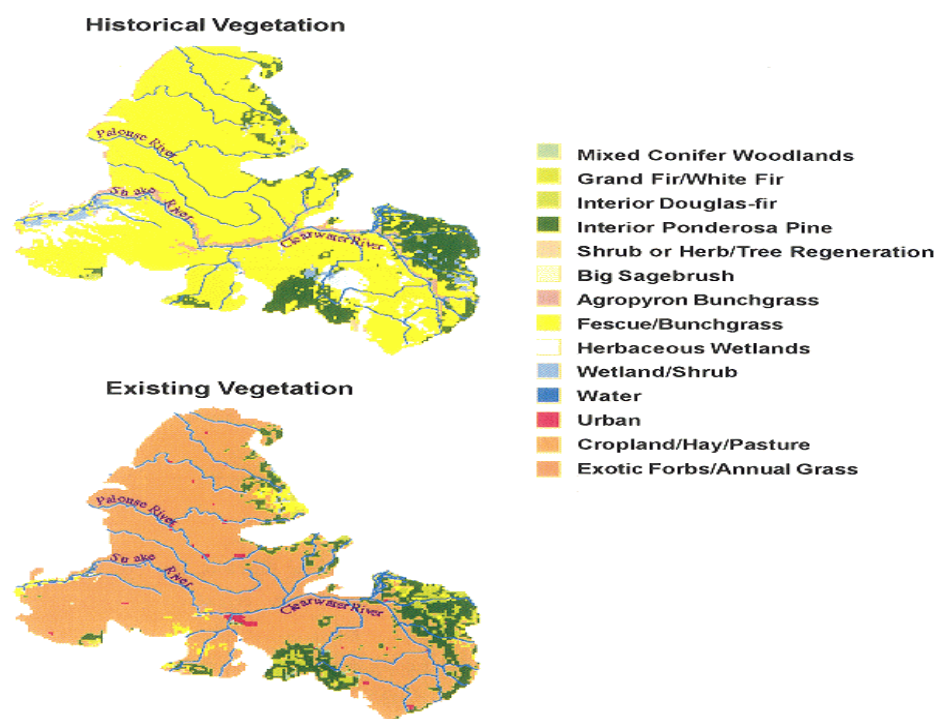 Historical Vegetation
Palouse River
Snake River
Clearwater River
Mixed Conifer Woodlands
Grand Fir/White Fir
Interior Douglas-fir
Interior Ponderosa Pine
Shrub or Herb/Tree Regeneration
Big Sagebrush
Agropyron Bunchgrass
Fescue/Bunchgrass
Herbaceous Wetlands
Wetland/Shrub
Water
Urban
Cropland/Hay/Pasture
Exotic Forbs/Annual Grass
Existing Vegetation
Palouse River
Snake River
Clearwater River